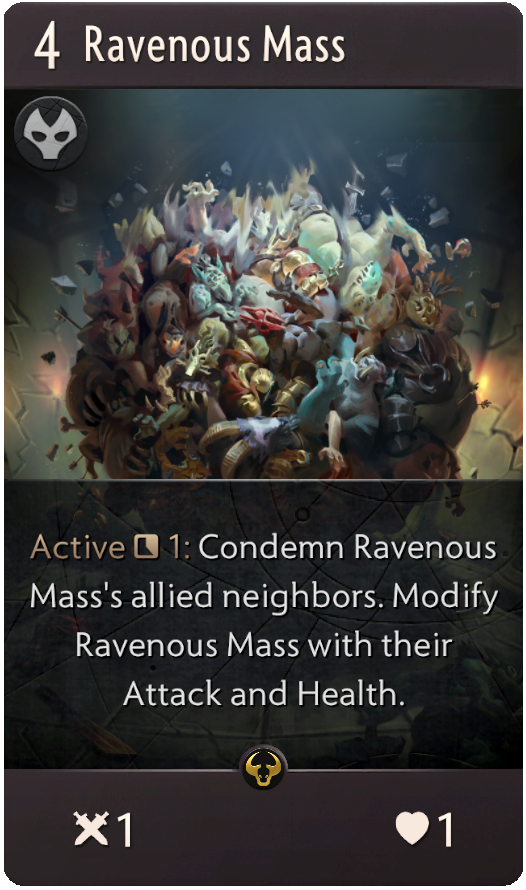 4 Ravenous Mass
Active 1: Condemn Ravenous
Mass's allied neighbors. Modify
Ravenous Mass with their
Attack and Health.
1 1